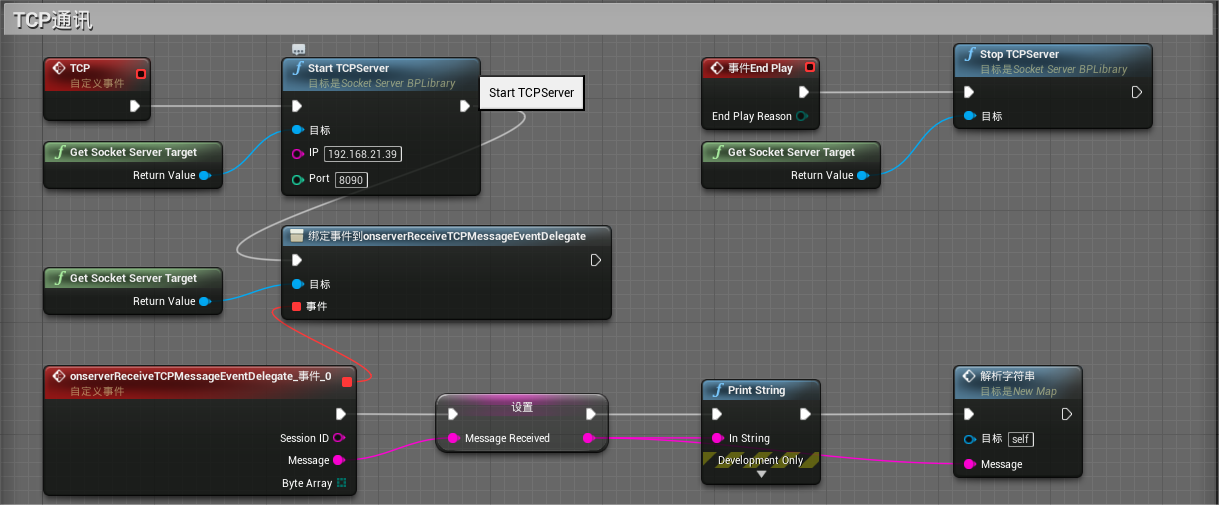 TCP通讯
TCP
自定义事件
Start TCPServer
目标是Socket Server BPLibrary
目标
IP 192.168.21.39
Port 8090
Start TCPServer
Get Socket Server Target
Return Value
事件End Play
End Play Reason
Stop TCPServer
目标是Socket Server BPLibrary
目标
Get Socket Server Target
Return Value
绑定事件到onserverReceiveTCPMessageEventDelegate
目标
事件
Get Socket Server Target
Return Value
onserverReceiveTCPMessageEventDelegate_事件_0
自定义事件
Session ID
Message
Byte Array
设置
Message Received
Print String
In String
Development Only
解析字符串
目标是New Map
目标 self
Message